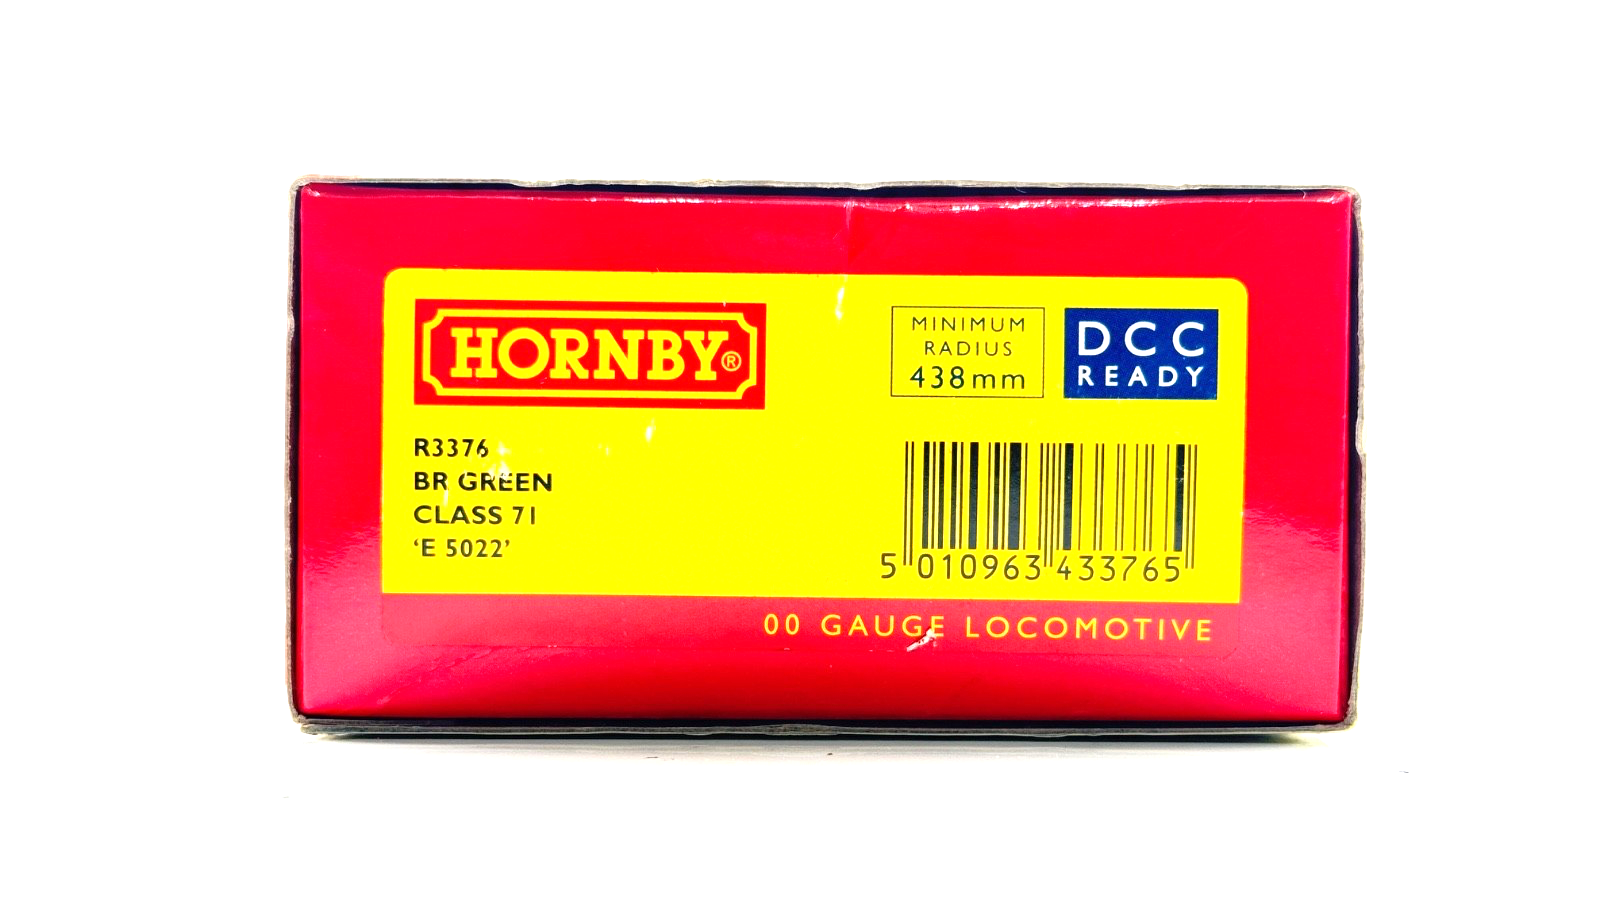 HORNBY®
MINIMUM
RADIUS
438mm
DCC
READY
R3376
BR GREEN
CLASS 71
‘E 5022’
5 010963 433765
00 GAUGE LOCOMOTIVE